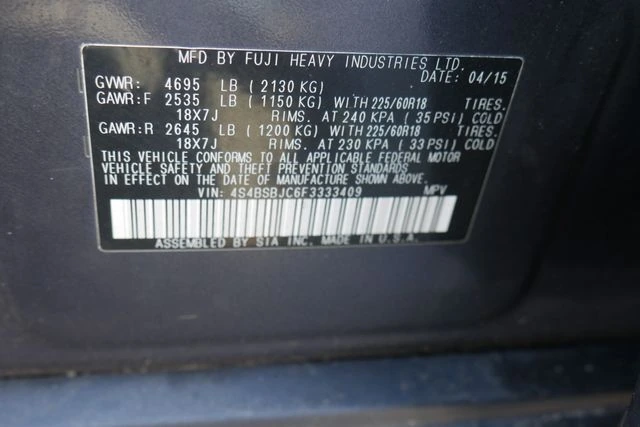 MFD BY FUJI HEAVY INDUSTRIES LTD.
DATE: 04/15
GVWR: 4695 LB (2130 KG)
GAWR:F 2535 LB (1150 KG) WITH 225/60R18 TIRES.
18X7J RIMS. AT 240 KPA (35 PSI) COLD
GAWR:R 2645 LB (1200 KG) WITH 225/60R18 TIRES.
18X7J RIMS. AT 230 KPA (33 PSI) COLD
THIS VEHICLE CONFORMS TO ALL APPLICABLE FEDERAL MOTOR
VEHICLE SAFETY AND THEFT PREVENTION STANDARDS
IN EFFECT ON THE DATE OF MANUFACTURE SHOWN ABOVE.
VIN: 4S4BSBJC6F3333409 MPV
ASSEMBLED BY SIA INC. MADE IN U.S.A.